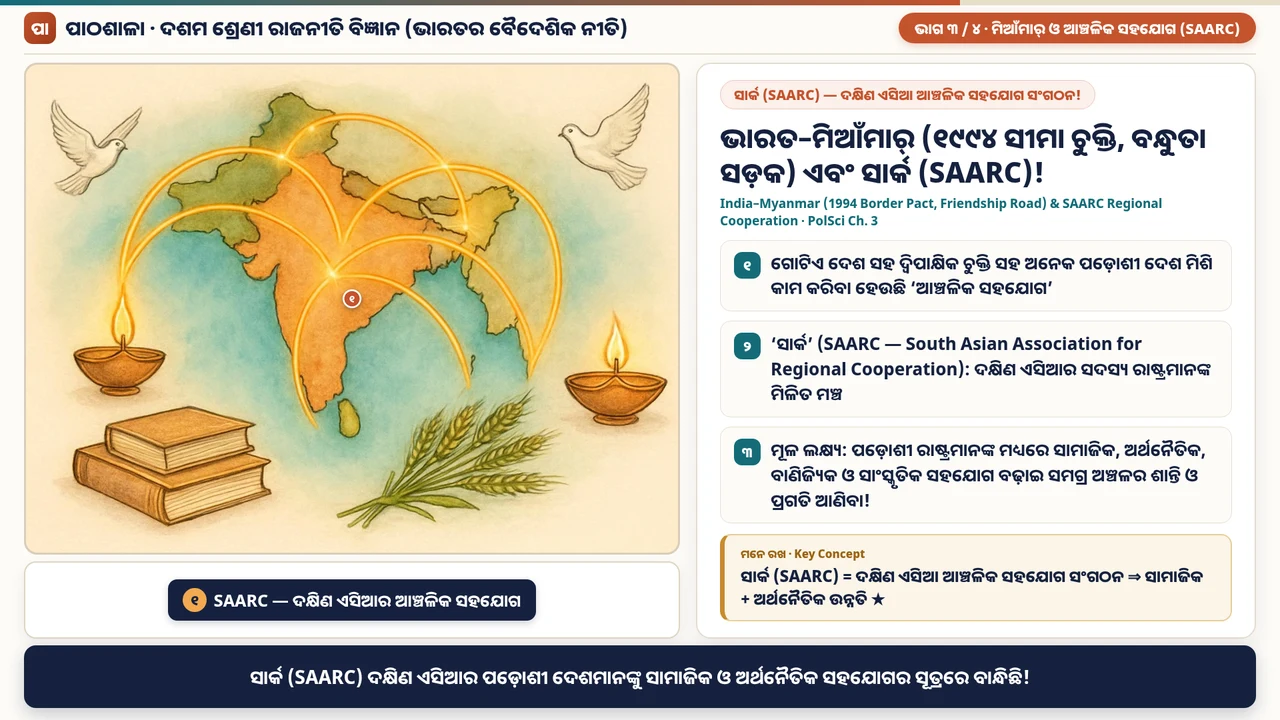 ପା ପାଠଶାଳା · ଦଶମ ଶ୍ରେଣୀ ରାଜନୀତି ବିଜ୍ଞାନ (ଭାରତର ବୈଦେଶିକ ନୀତି)
ଭାଗ ୩ / ୪ · ମିଆଁମାର୍ ଓ ଆଞ୍ଚଳିକ ସହଯୋଗ (SAARC)
୧
୧ SAARC — ଦକ୍ଷିଣ ଏସିଆର ଆଞ୍ଚଳିକ ସହଯୋଗ
ସାର୍କ (SAARC) — ଦକ୍ଷିଣ ଏସିଆ ଆଞ୍ଚଳିକ ସହଯୋଗ ସଂଗଠନ!
ଭାରତ–ମିଆଁମାର୍ (୧୯୯୪ ସୀମା ଚୁକ୍ତି, ବନ୍ଧୁତା
ସଡ଼କ) ଏବଂ ସାର୍କ (SAARC)!
India–Myanmar (1994 Border Pact, Friendship Road) & SAARC Regional
Cooperation · PolSci Ch. 3
୧ ଗୋଟିଏ ଦେଶ ସହ ଦ୍ୱିପାକ୍ଷିକ ଚୁକ୍ତି ସହ ଅନେକ ପଡ଼ୋଶୀ ଦେଶ ମିଶି
କାମ କରିବା ହେଉଛି ‘ଆଞ୍ଚଳିକ ସହଯୋଗ’
୨ ‘ସାର୍କ’ (SAARC — South Asian Association for
Regional Cooperation): ଦକ୍ଷିଣ ଏସିଆର ସଦସ୍ୟ ରାଷ୍ଟ୍ରମାନଙ୍କ
ମିଳିତ ମଞ୍ଚ
୩ ମୂଳ ଲକ୍ଷ୍ୟ: ପଡ଼ୋଶୀ ରାଷ୍ଟ୍ରମାନଙ୍କ ମଧ୍ୟରେ ସାମାଜିକ, ଅର୍ଥନୈତିକ,
ବାଣିଜ୍ୟିକ ଓ ସାଂସ୍କୃତିକ ସହଯୋଗ ବଢ଼ାଇ ସମଗ୍ର ଅଞ୍ଚଳର ଶାନ୍ତି ଓ
ପ୍ରଗତି ଆଣିବା!
ମନେ ରଖ · Key Concept
ସାର୍କ (SAARC) = ଦକ୍ଷିଣ ଏସିଆ ଆଞ୍ଚଳିକ ସହଯୋଗ ସଂଗଠନ ⇒ ସାମାଜିକ
+ ଅର୍ଥନୈତିକ ଉନ୍ନତି ★
ସାର୍କ (SAARC) ଦକ୍ଷିଣ ଏସିଆର ପଡ଼ୋଶୀ ଦେଶମାନଙ୍କୁ ସାମାଜିକ ଓ ଅର୍ଥନୈତିକ ସହଯୋଗର ସୂତ୍ରରେ ବାନ୍ଧିଛି!